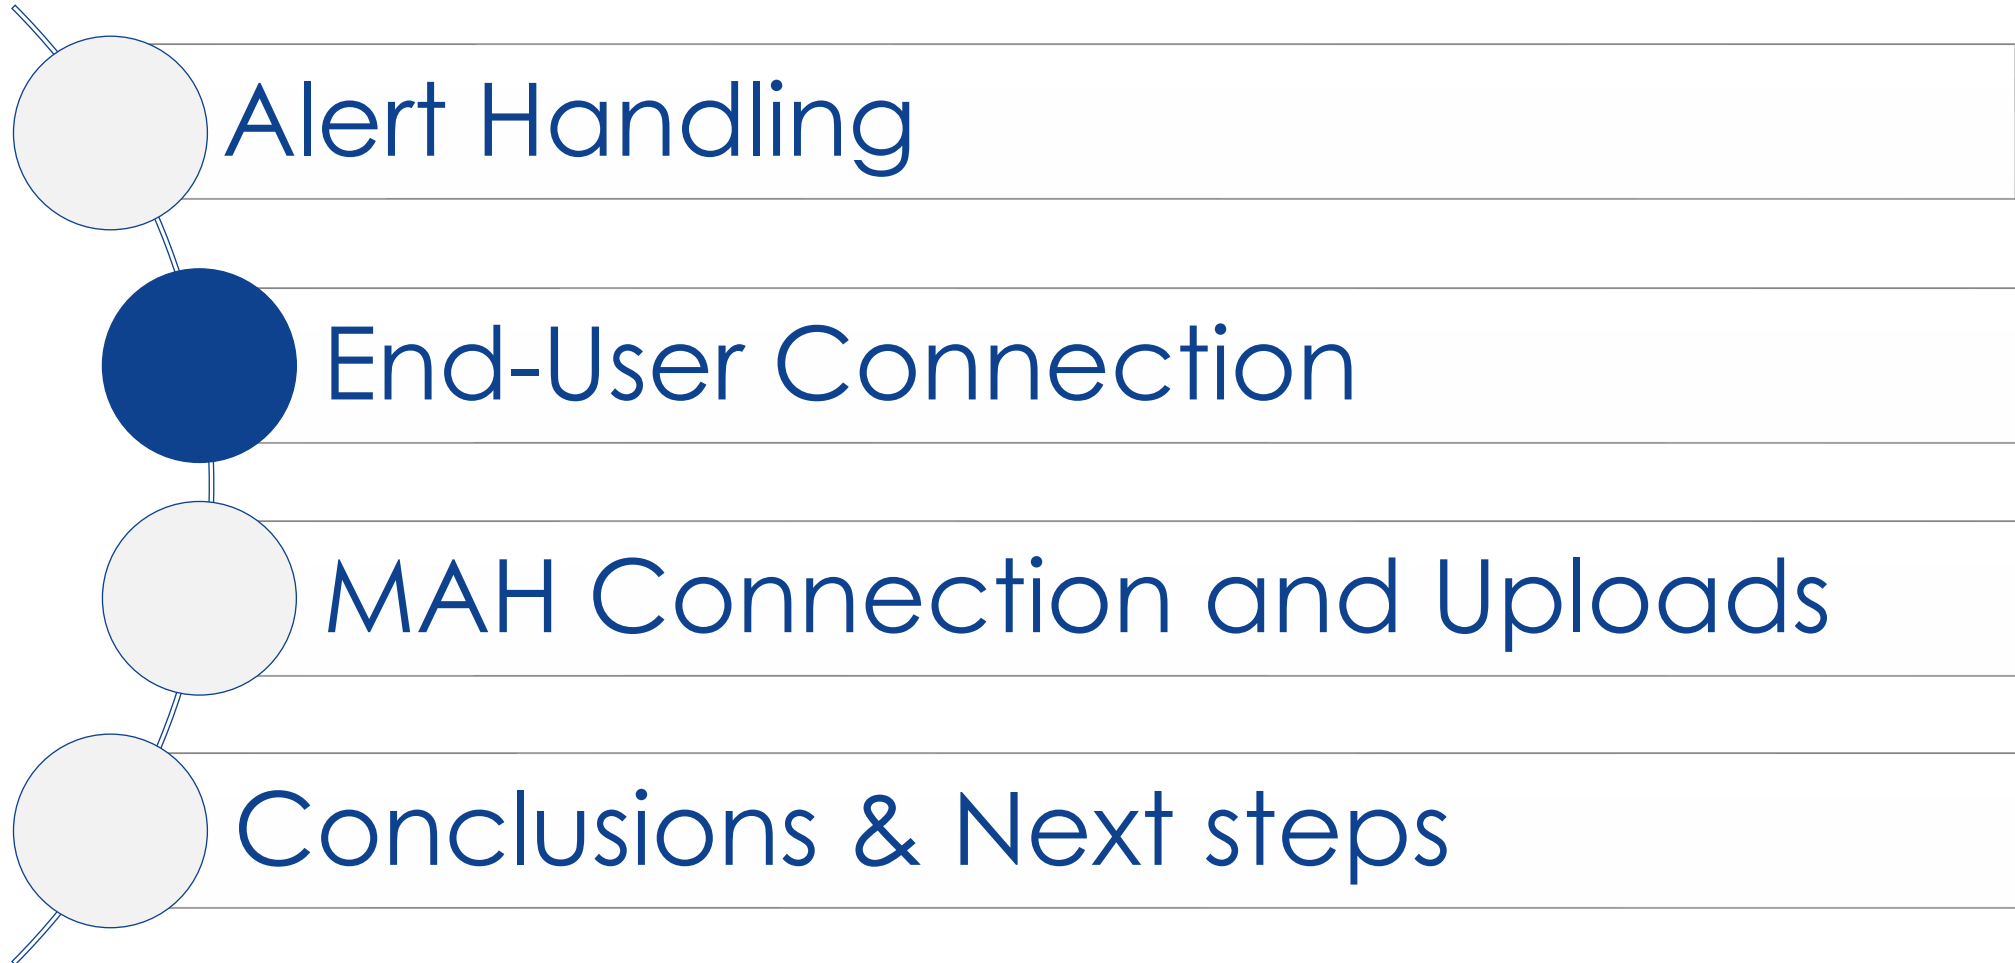 Alert Handling
End-User Connection
MAH Connection and Uploads
Conclusions & Next steps